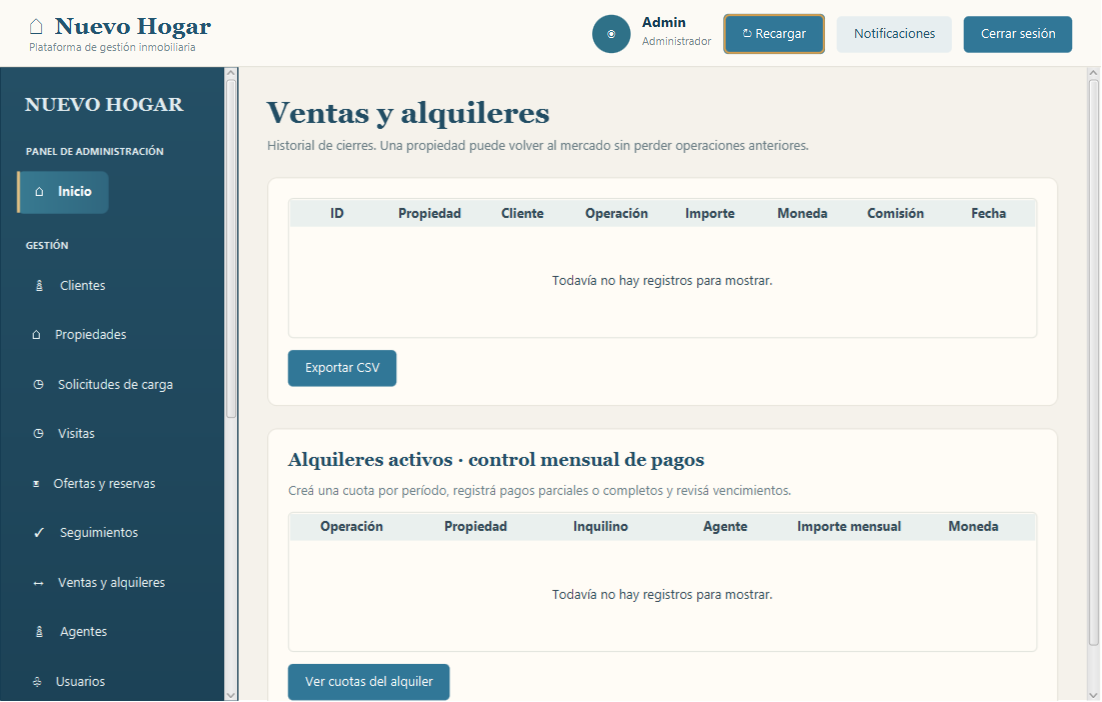 Nuevo Hogar
Plataforma de gestión inmobiliaria
Admin
Administrador
↻ Recargar
Notificaciones
Cerrar sesión
NUEVO HOGAR
PANEL DE ADMINISTRACIÓN
Inicio
GESTIÓN
Clientes
Propiedades
Solicitudes de carga
Visitas
Ofertas y reservas
✓ Seguimientos
↔ Ventas y alquileres
Agentes
Usuarios
Ventas y alquileres
Historial de cierres. Una propiedad puede volver al mercado sin perder operaciones anteriores.
ID Propiedad Cliente Operación Importe Moneda Comisión Fecha
Todavía no hay registros para mostrar.
Exportar CSV
Alquileres activos · control mensual de pagos
Creá una cuota por período, registrá pagos parciales o completos y revisá vencimientos.
Operación Propiedad Inquilino Agente Importe mensual Moneda
Todavía no hay registros para mostrar.
Ver cuotas del alquiler